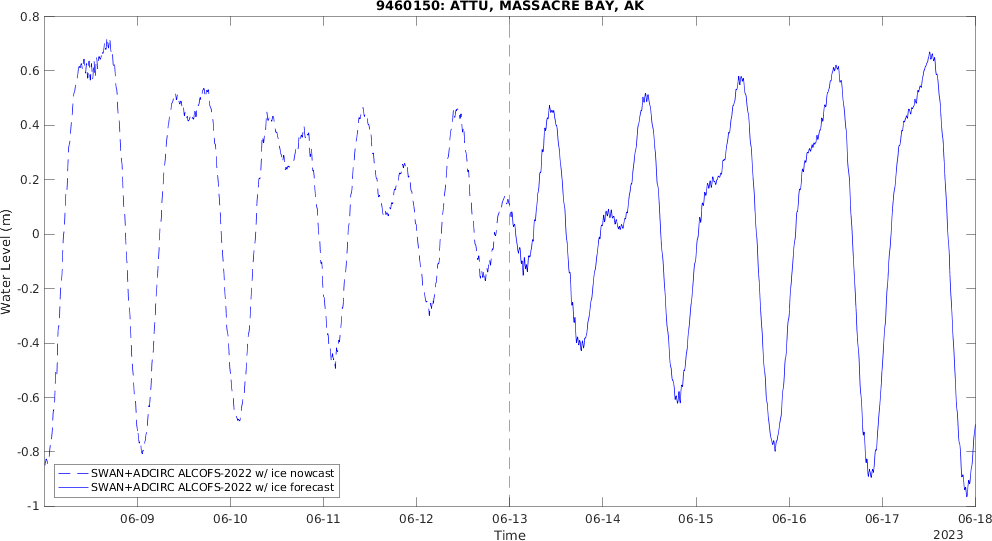 9460150: ATTU, MASSACRE BAY, AK
Water Level (m)
0.8
0.6
0.4
0.2
0
-0.2
-0.4
-0.6
-0.8
-1
SWAN+ADCIRC ALCOFS-2022 w/ ice nowcast
SWAN+ADCIRC ALCOFS-2022 w/ ice forecast
06-09 06-10 06-11 06-12 06-13 06-14 06-15 06-16 06-17 06-18
Time
2023